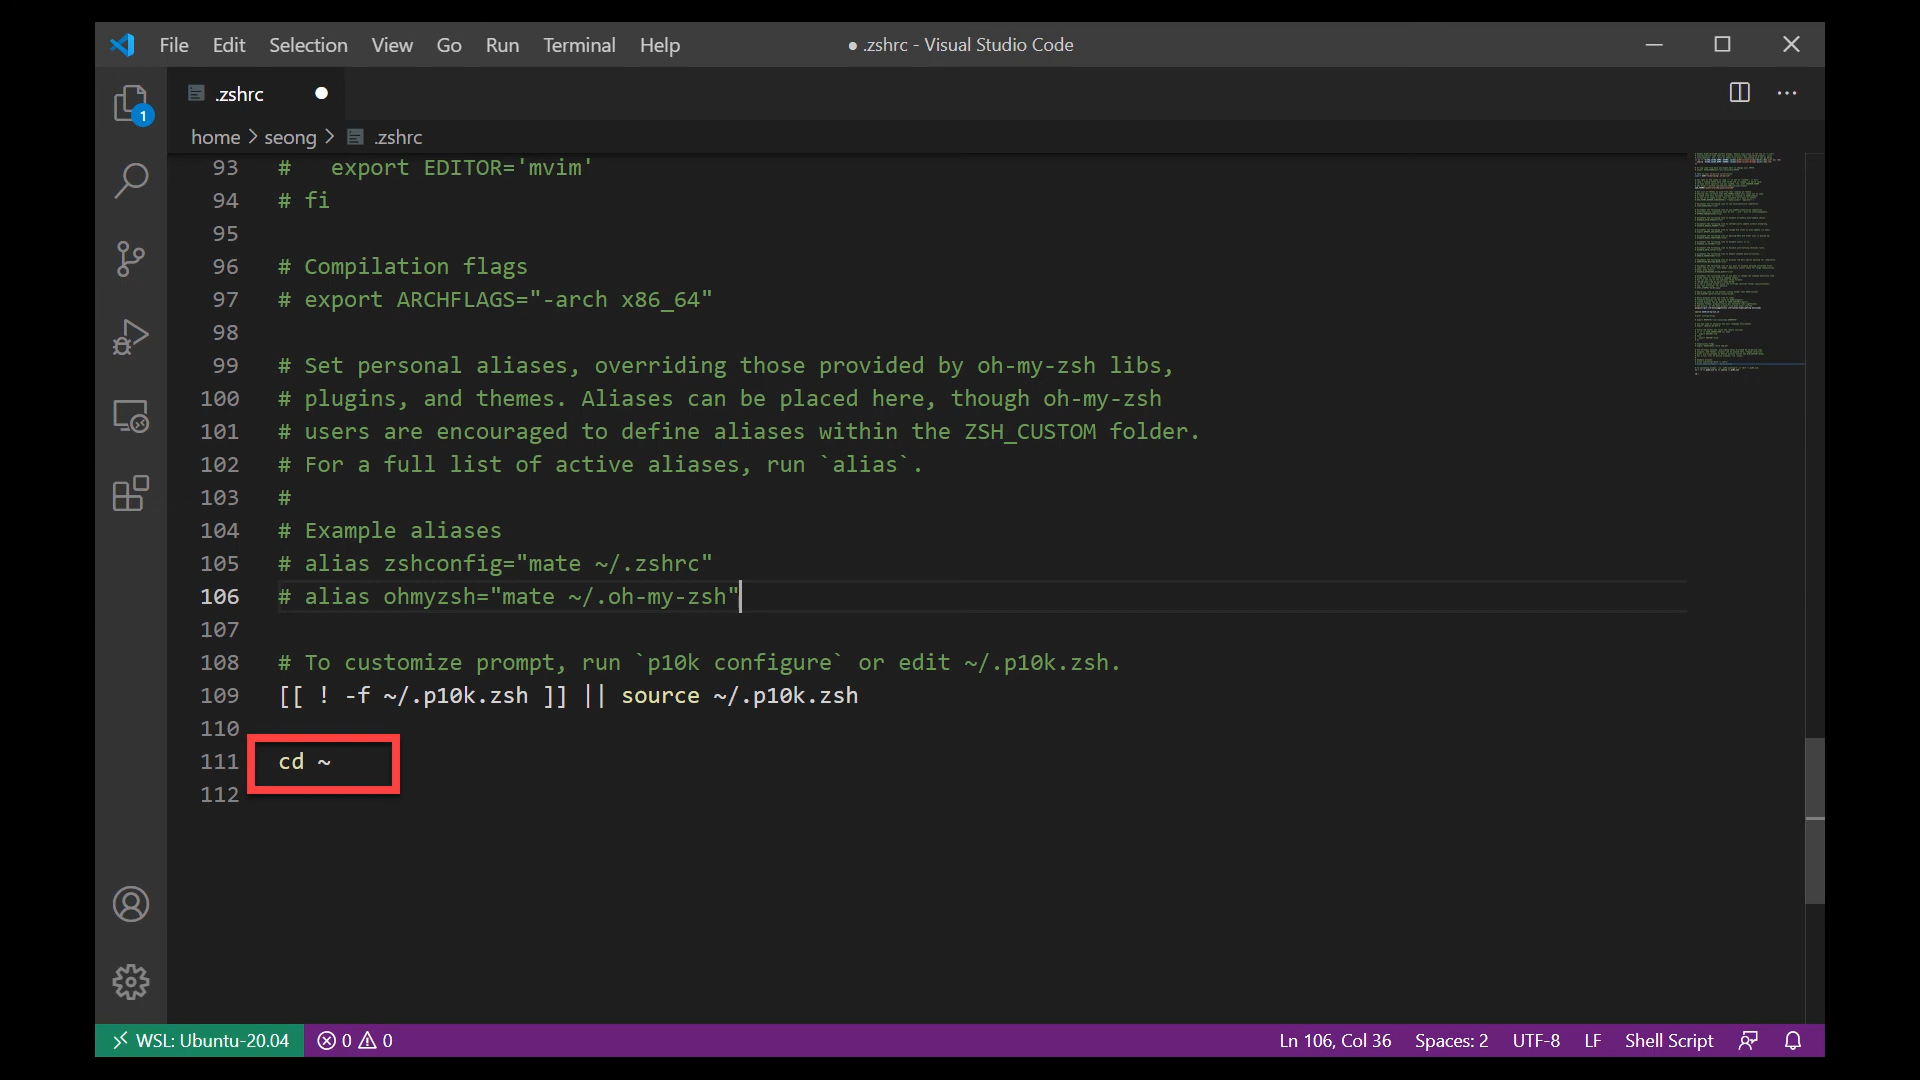 File Edit Selection View Go Run Terminal Help ● .zshrc - Visual Studio Code
.zshrc
1
home > seong > .zshrc
93 #   export EDITOR='mvim'
94 # fi
95
96 # Compilation flags
97 # export ARCHFLAGS="-arch x86_64"
98
99 # Set personal aliases, overriding those provided by oh-my-zsh libs,
100 # plugins, and themes. Aliases can be placed here, though oh-my-zsh
101 # users are encouraged to define aliases within the ZSH_CUSTOM folder.
102 # For a full list of active aliases, run `alias`.
103 #
104 # Example aliases
105 # alias zshconfig="mate ~/.zshrc"
106 # alias ohmyzsh="mate ~/.oh-my-zsh"
107
108 # To customize prompt, run `p10k configure` or edit ~/.p10k.zsh.
109 [[ ! -f ~/.p10k.zsh ]] || source ~/.p10k.zsh
110
111 cd ~
112
WSL: Ubuntu-20.04 0 0 Ln 106, Col 36 Spaces: 2 UTF-8 LF Shell Script